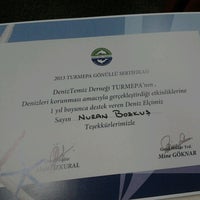 2013 TURMEPA GÖNÜLLÜ SERTİFİKASI
DenizTemiz Derneği TURMEPA'nın
Denizleri korunması amacıyla gerçekleştirdiği etkinliklerine
1 yıl boyunca destek veren Deniz Elçimiz
Sayın NURAN BOZKUŞ
Teşekkürlerimizle
ÖZKURAL
Mine GÖKNAR